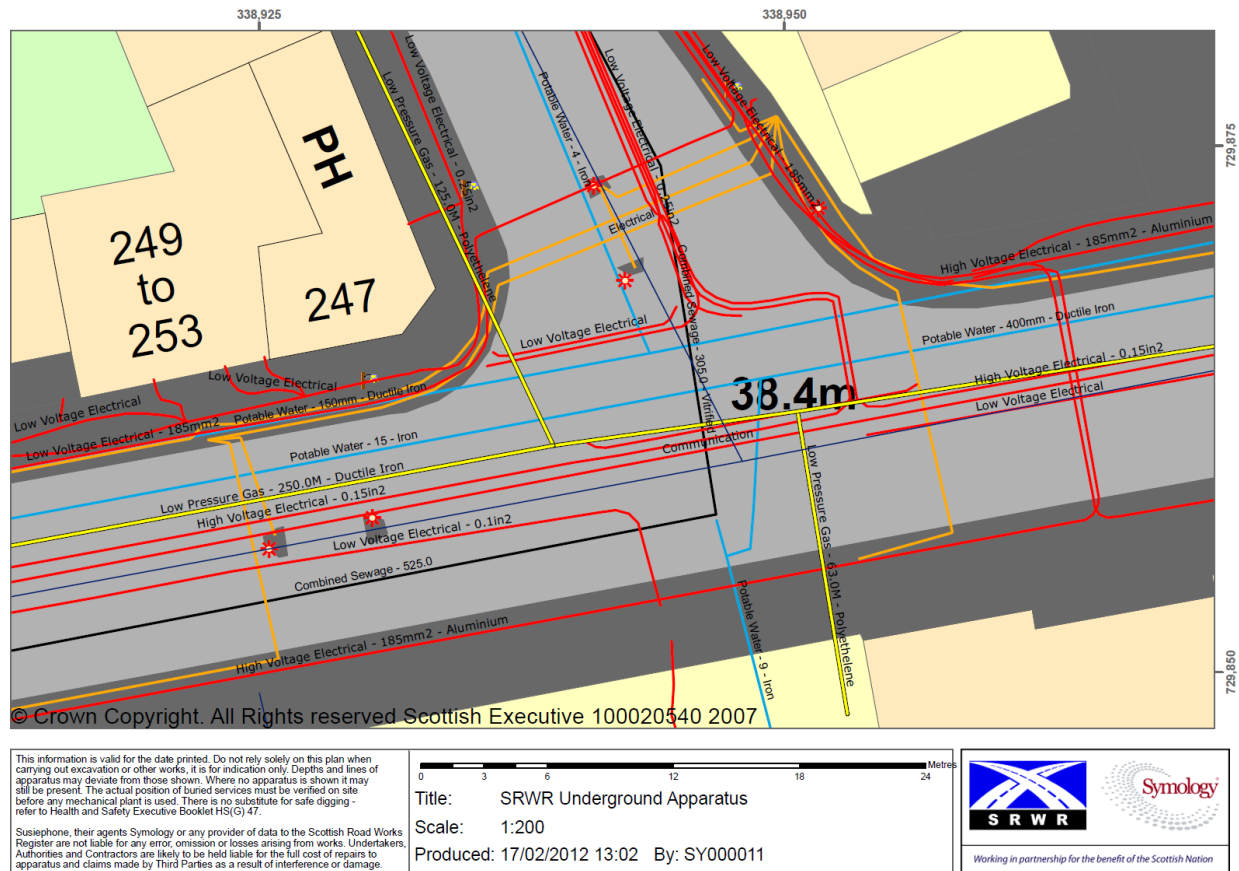 338,925
338,950
729,875
729,850
Low Voltage Electrical - 0.25in2
Low Pressure Gas - 125.0M - Polyethelene
Potable Water - 4 - Iron
Low Voltage Electrical - 0.25in2
Low Voltage Electrical - 185mm2
PH
249
to
253
247
Electrical
Combined Sewage - 305.0 - Vitrified
High Voltage Electrical - 185mm2 - Aluminium
Low Voltage Electrical
Potable Water - 400mm - Ductile Iron
High Voltage Electrical - 0.15in2
38.4m
Low Voltage Electrical
Low Voltage Electrical
Low Voltage Electrical
Potable Water - 150mm - Ductile Iron
Low Voltage Electrical - 185mm2
Potable Water - 15 - Iron
Communication
Low Pressure Gas - 250.0M - Ductile Iron
High Voltage Electrical - 0.15in2
Low Pressure Gas - 63.0M - Polyethelene
Low Voltage Electrical - 0.1in2
Combined Sewage - 525.0
Potable Water - 9 - Iron
High Voltage Electrical - 185mm2 - Aluminium
© Crown Copyright. All Rights reserved Scottish Executive 100020540 2007
This information is valid for the date printed. Do not rely solely on this plan when
carrying out excavation or other works, it is for indication only. Depths and lines of
apparatus may deviate from those shown. Where no apparatus is shown it may
still be present. The actual position of buried services must be verified on site
before any mechanical plant is used. There is no substitute for safe digging -
refer to Health and Safety Executive Booklet HS(G) 47.
Susiephone, their agents Symology or any provider of data to the Scottish Road Works
Register are not liable for any error, omission or losses arising from works. Undertakers,
Authorities and Contractors are likely to be held liable for the full cost of repairs to
apparatus and claims made by Third Parties as a result of interference or damage.
0 3 6 12 18 24 Metres
Title: SRWR Underground Apparatus
Scale: 1:200
Produced: 17/02/2012 13:02 By: SY000011
SRWR
Symology
Working in partnership for the benefit of the Scottish Nation